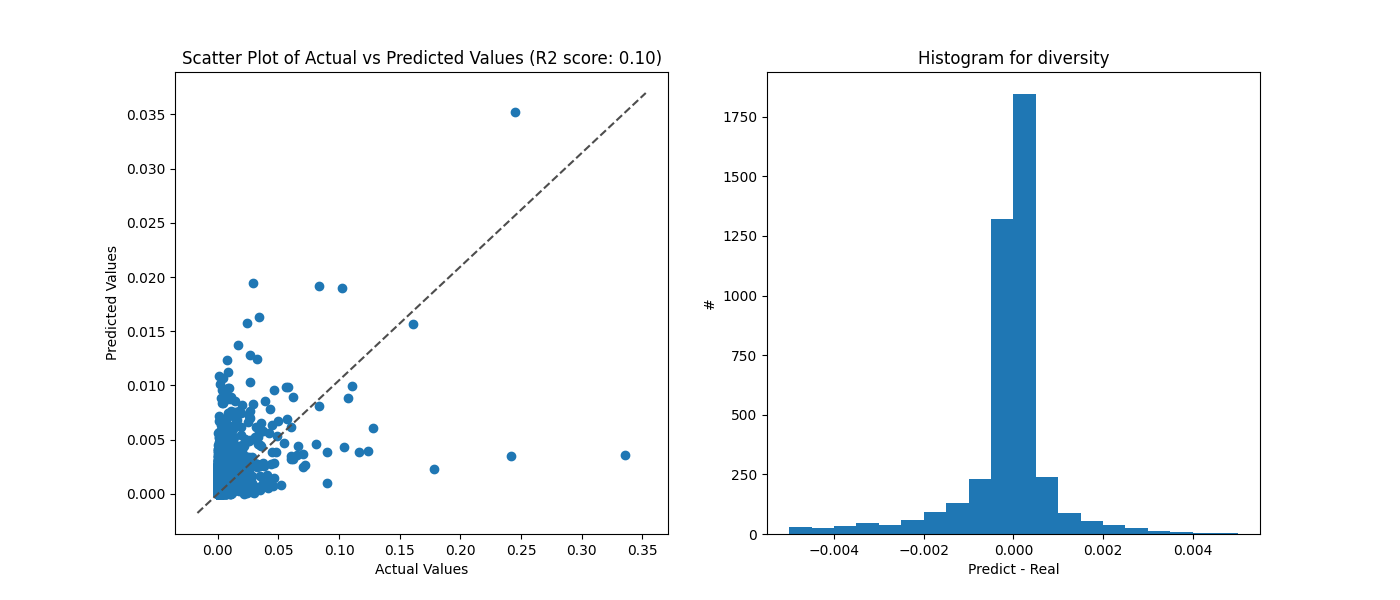 Scatter Plot of Actual vs Predicted Values (R2 score: 0.10)
Predicted Values
0.035
0.030
0.025
0.020
0.015
0.010
0.005
0.000
0.00 0.05 0.10 0.15 0.20 0.25 0.30 0.35
Actual Values
Histogram for diversity
#
1750
1500
1250
1000
750
500
250
0
−0.004 −0.002 0.000 0.002 0.004
Predict - Real